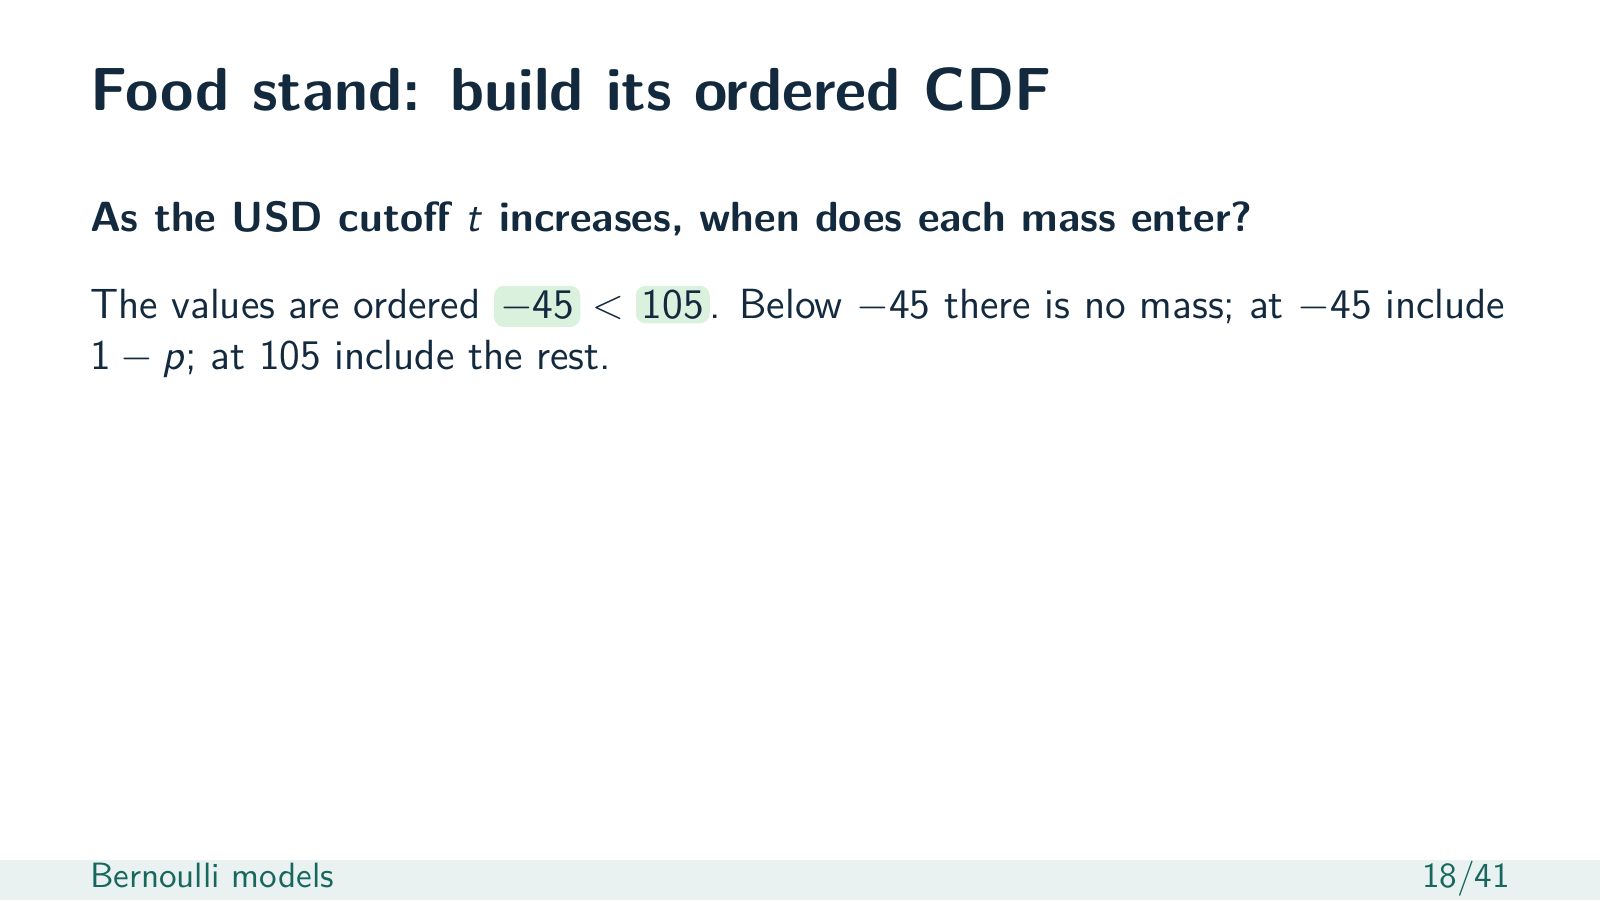 Food stand: build its ordered CDF
As the USD cutoff t increases, when does each mass enter?
The values are ordered −45 < 105. Below −45 there is no mass; at −45 include
1 − p; at 105 include the rest.
Bernoulli models
18/41